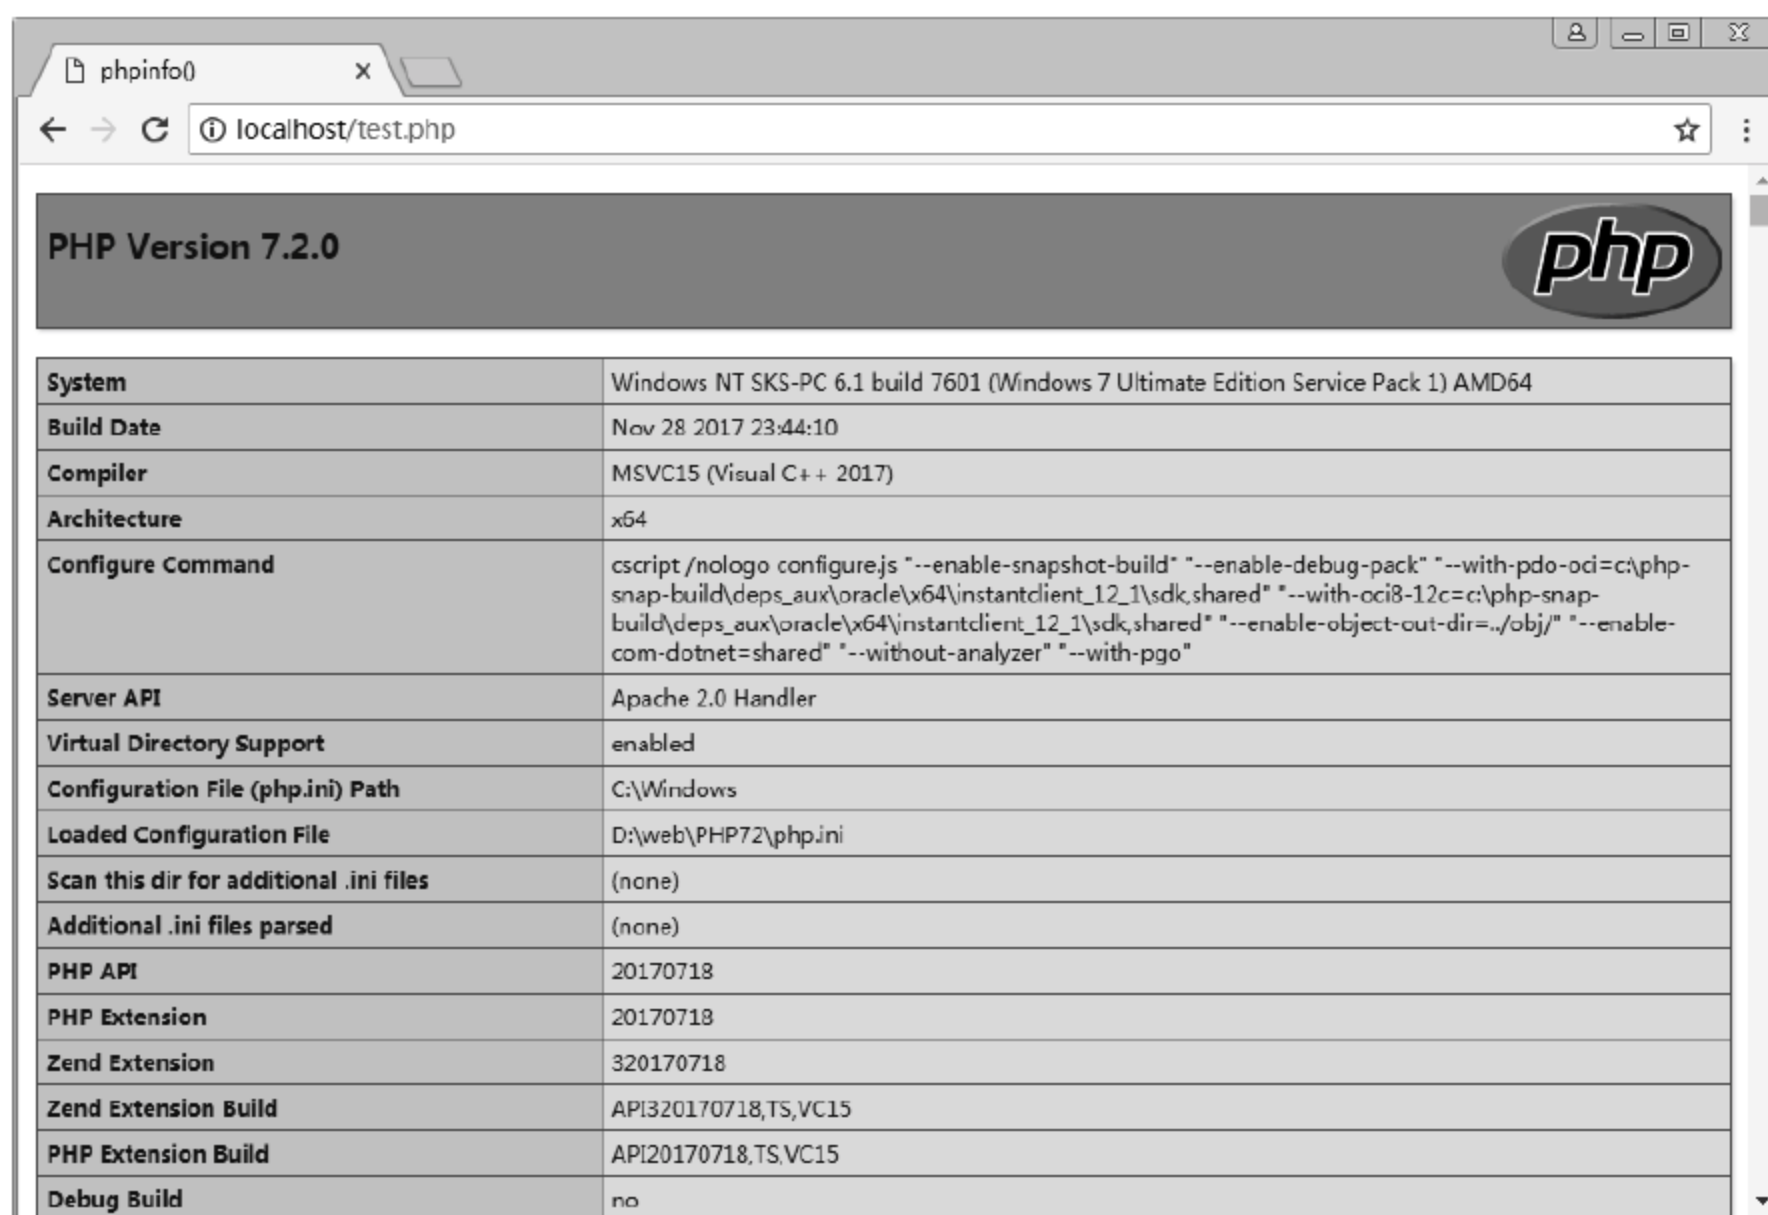 phpinfo()
localhost/test.php
PHP Version 7.2.0
php
System Windows NT SKS-PC 6.1 build 7601 (Windows 7 Ultimate Edition Service Pack 1) AMD64
Build Date Nov 28 2017 23:44:10
Compiler MSVC15 (Visual C++ 2017)
Architecture x64
Configure Command cscript /nologo configure.js "--enable-snapshot-build" "--enable-debug-pack" "--with-pdo-oci=c:\php-
snap-build\deps_aux\oracle\x64\instantclient_12_1\sdk,shared" "--with-oci8-12c=c:\php-snap-
build\deps_aux\oracle\x64\instantclient_12_1\sdk,shared" "--enable-object-out-dir=../obj/" "--enable-
com-dotnet=shared" "--without-analyzer" "--with-pgo"
Server API Apache 2.0 Handler
Virtual Directory Support enabled
Configuration File (php.ini) Path C:\Windows
Loaded Configuration File D:\web\PHP72\php.ini
Scan this dir for additional .ini files (none)
Additional .ini files parsed (none)
PHP API 20170718
PHP Extension 20170718
Zend Extension 320170718
Zend Extension Build API320170718,TS,VC15
PHP Extension Build API20170718,TS,VC15
Debug Build no